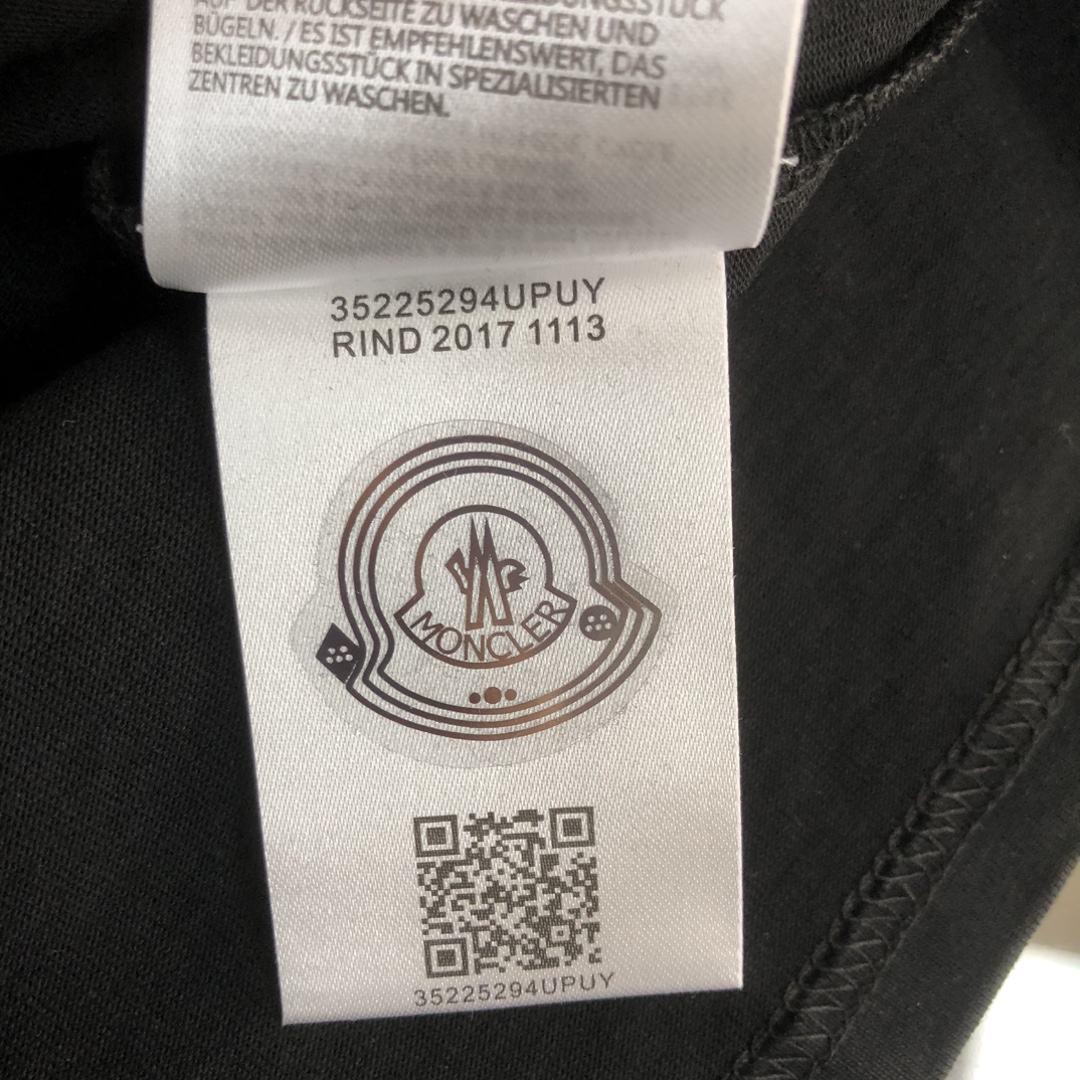 AUF DER RÜCKSEITE ZU WASCHEN UND
BÜGELN. / ES IST EMPFEHLENSWERT, DAS
BEKLEIDUNGSSTÜCK IN SPEZIALISIERTEN
ZENTREN ZU WASCHEN.
35225294UPUY
RIND 2017 1113
MONCLER
35225294UPUY